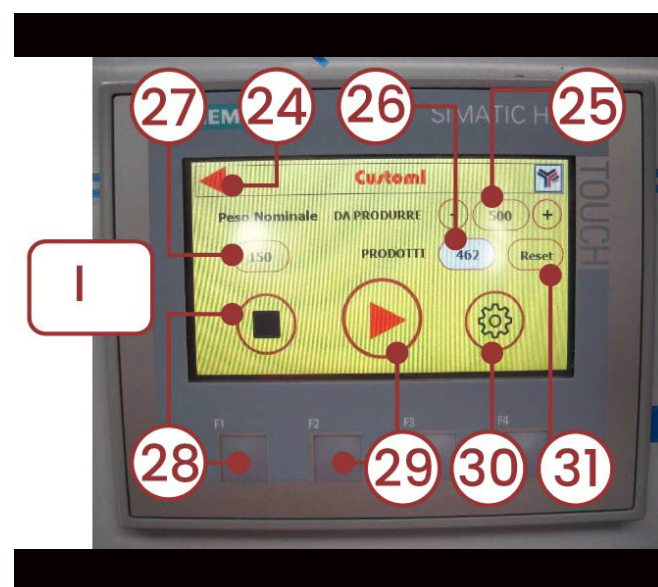 27 24 26 25
EM SIMATIC H
TOUCH
Customi
Peso Nominale DA PRODURRE - 500 +
150 PRODOTTI 462 Reset
I
F1 F2 F3 F4
28 29 30 31